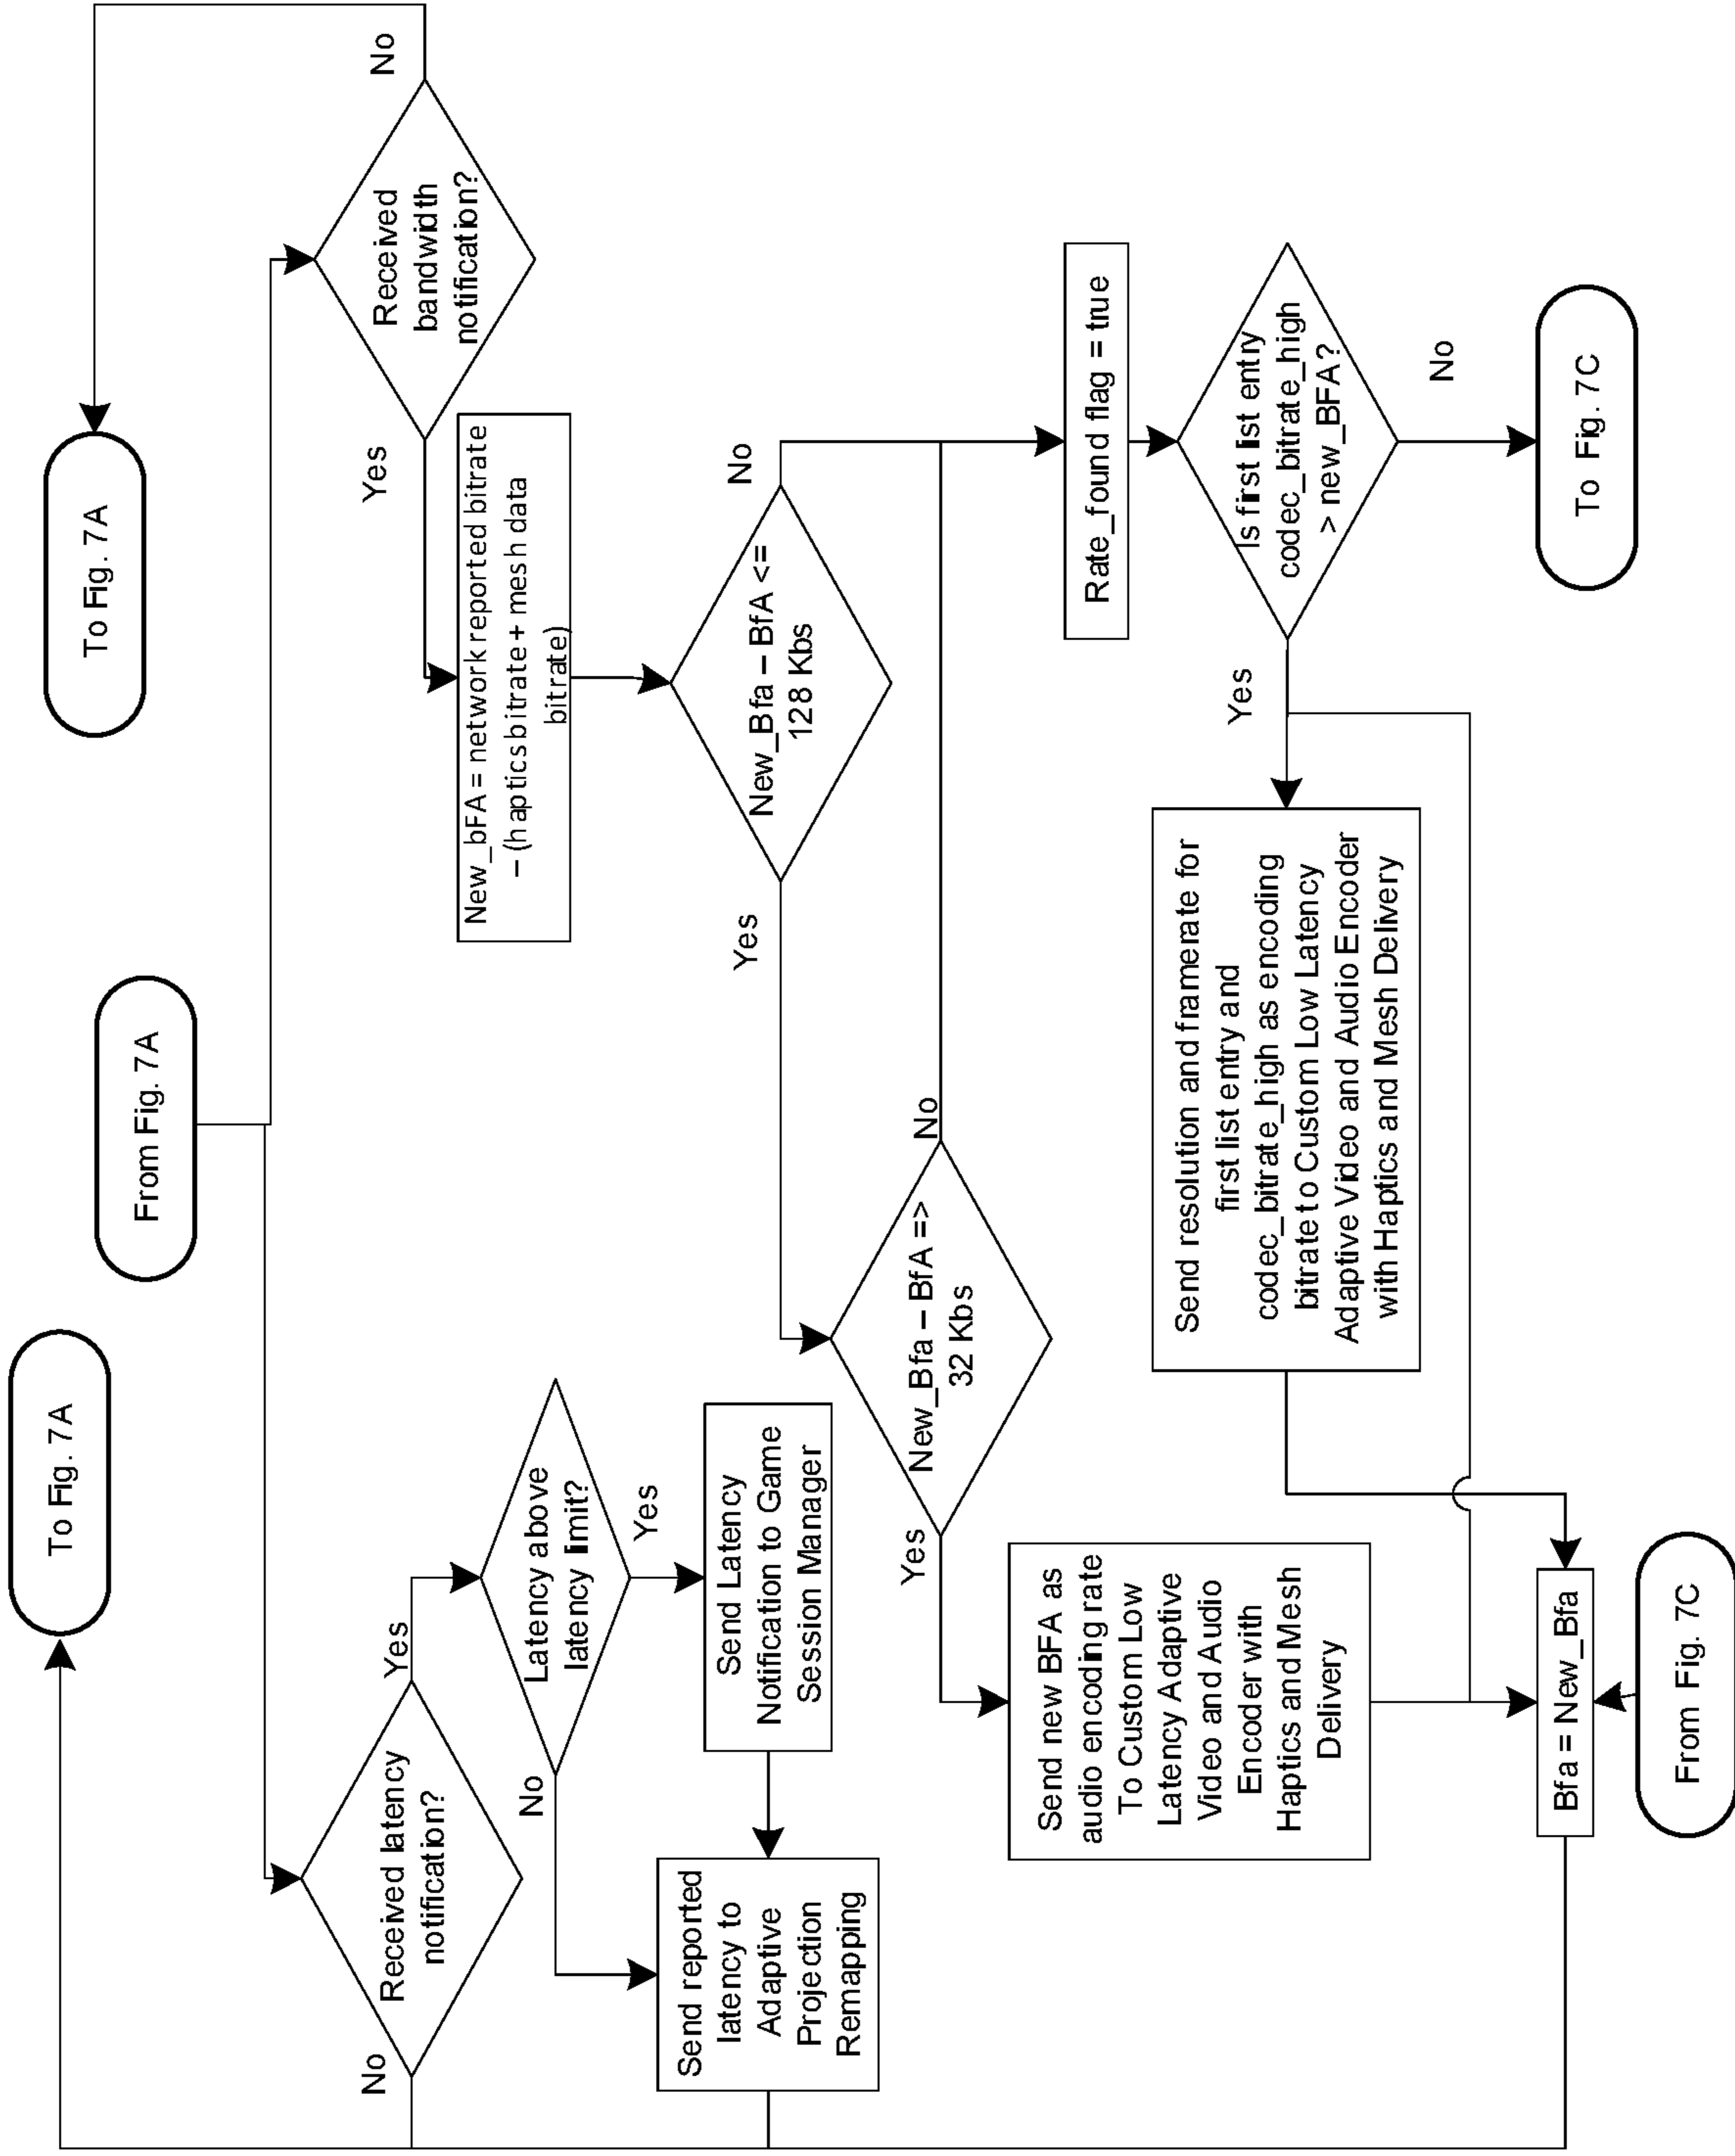 To Fig. 7A
From Fig. 7A
To Fig. 7A
Received latency
notification?
No
Yes
Latency above
latency limit?
No
Yes
Send Latency
Notification to Game
Session Manager
Send reported
latency to
Adaptive
Projection
Remapping
Received
bandwidth
notification?
No
Yes
New_bFA = network reported bitrate
– (haptics bitrate + mesh data
bitrate)
New_Bfa – BfA <=
128 Kbs
No
Yes
New_Bfa – BfA =>
32 Kbs
No
Yes
Send new BFA as
audio encoding rate
To Custom Low
Latency Adaptive
Video and Audio
Encoder with
Haptics and Mesh
Delivery
Rate_found flag = true
Is first list entry
codec_bitrate_high
> new_BFA?
Yes
No
Send resolution and framerate for
first list entry and
codec_bitrate_high as encoding
bitrate to Custom Low Latency
Adaptive Video and Audio Encoder
with Haptics and Mesh Delivery
Bfa = New_Bfa
From Fig. 7C
To Fig. 7C